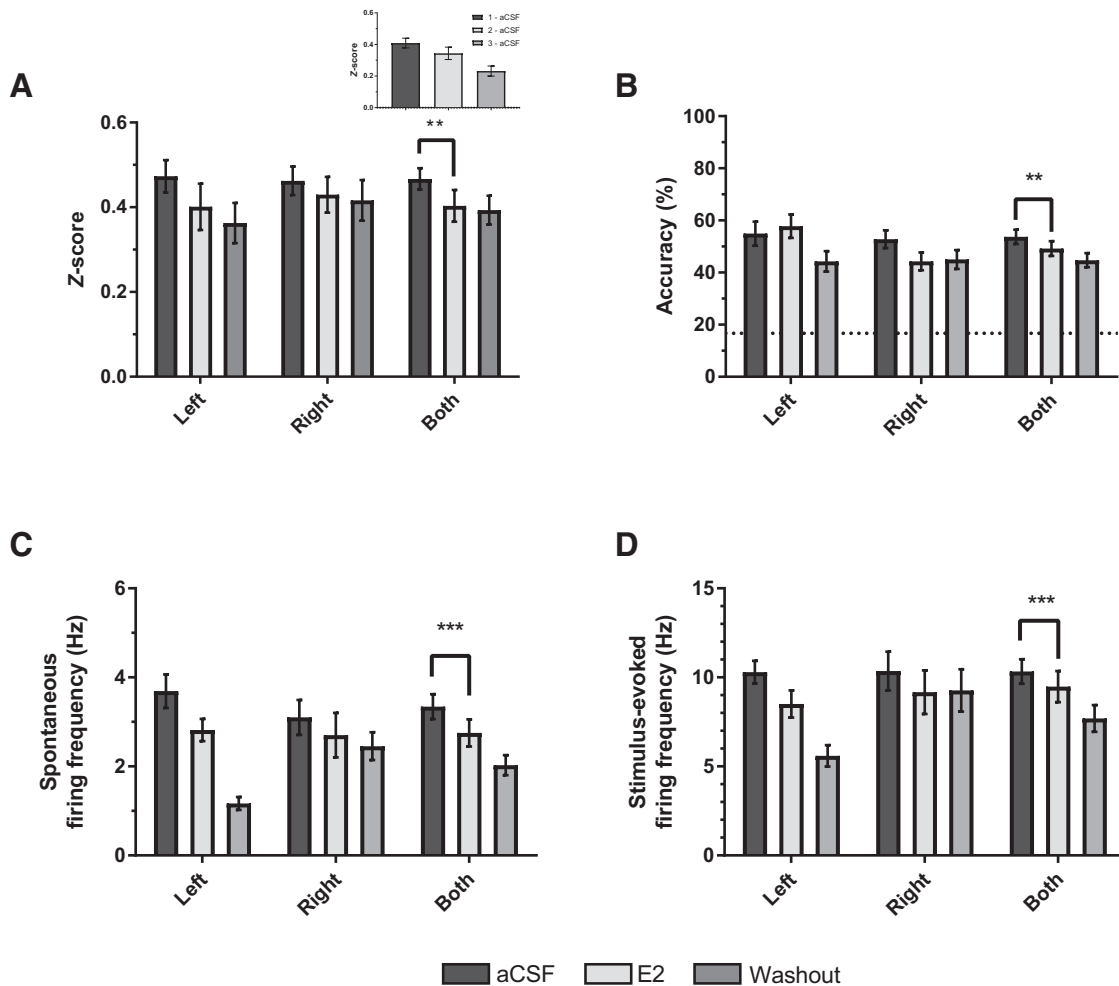 A
Z-score
0.6
0.4
0.2
0.0
1 - aCSF
2 - aCSF
3 - aCSF
Z-score
0.6
0.4
0.2
0.0
**
Left
Right
Both
B
Accuracy (%)
100
80
60
40
20
0
**
Left
Right
Both
C
Spontaneous
firing frequency (Hz)
6
4
2
0
***
Left
Right
Both
D
Stimulus-evoked
firing frequency (Hz)
15
10
5
0
***
Left
Right
Both
aCSF E2 Washout